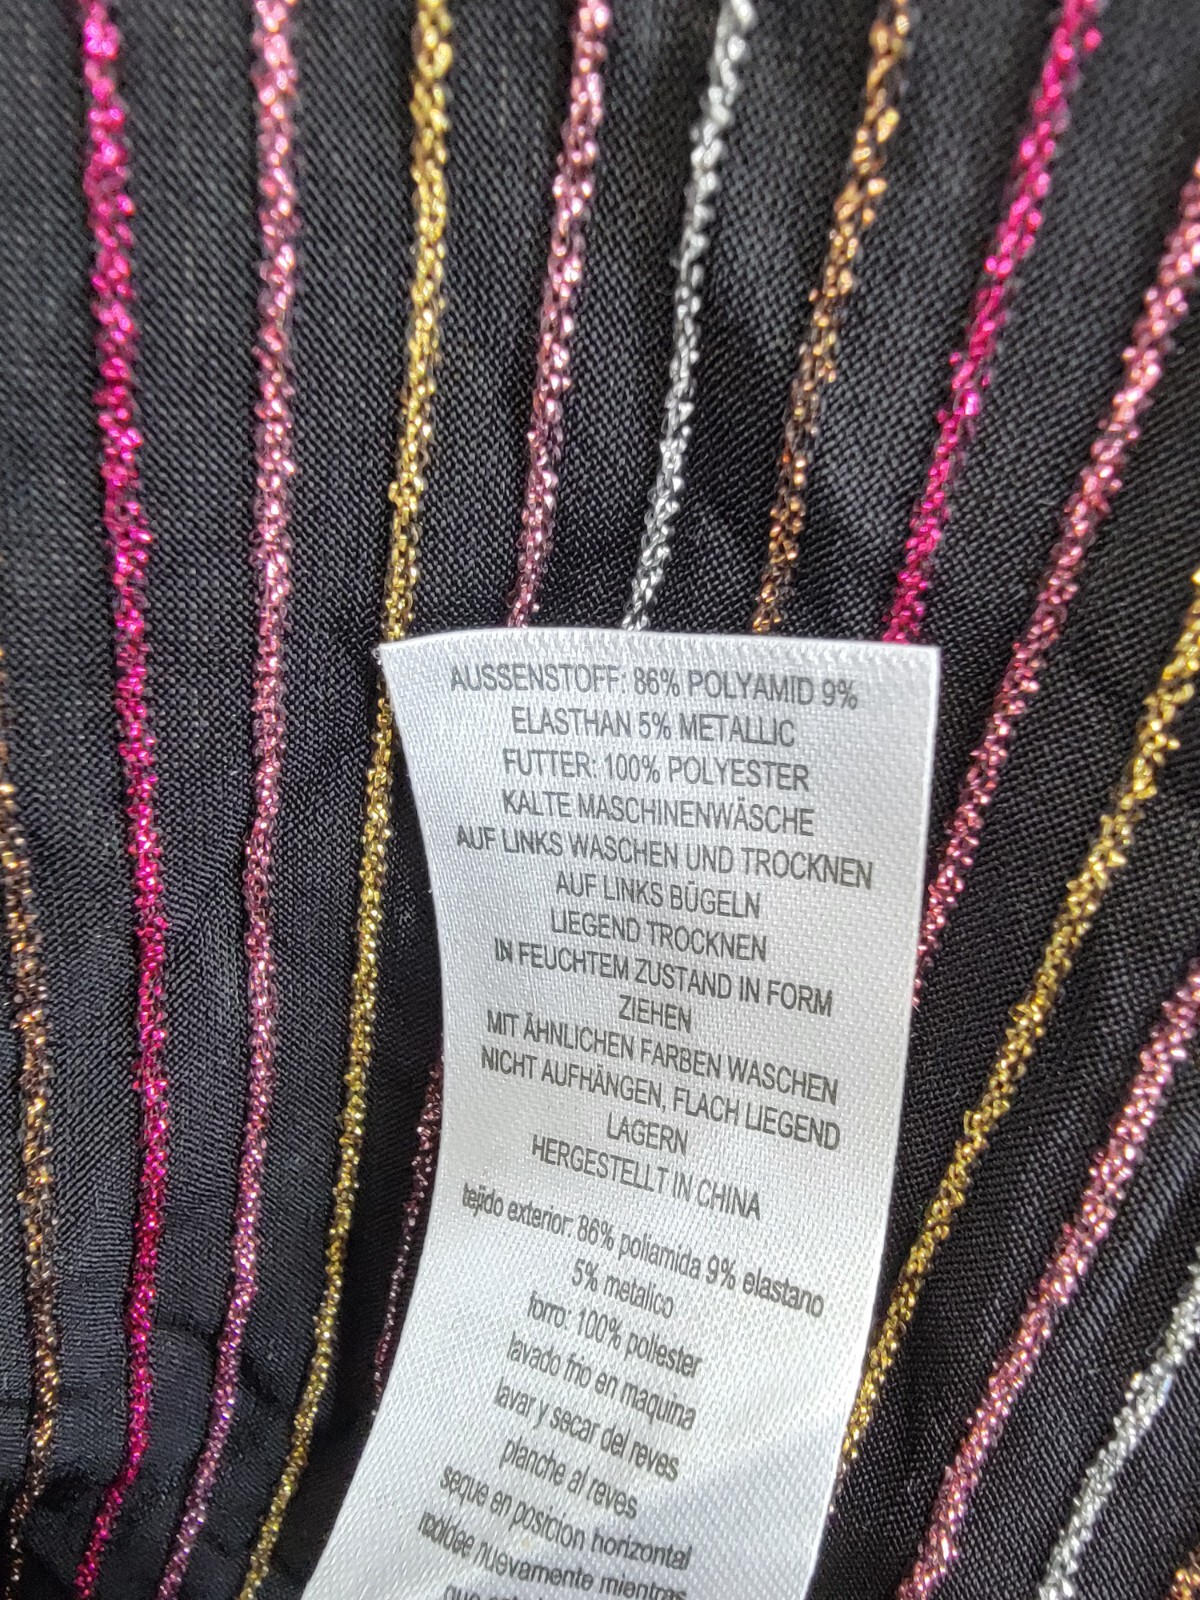 AUSSENSTOFF: 86% POLYAMID 9%
ELASTHAN 5% METALLIC
FUTTER: 100% POLYESTER
KALTE MASCHINENWÄSCHE
AUF LINKS WASCHEN UND TROCKNEN
AUF LINKS BÜGELN
LIEGEND TROCKNEN
IN FEUCHTEM ZUSTAND IN FORM
ZIEHEN
MIT ÄHNLICHEN FARBEN WASCHEN
NICHT AUFHÄNGEN, FLACH LIEGEND
LAGERN
HERGESTELLT IN CHINA
tejido exterior: 86% poliamida 9% elastano
5% metalico
forro: 100% poliester
lavado frio en maquina
lavar y secar del reves
planche al reves
seque en posicion horizontal
nuevamente mientras
que